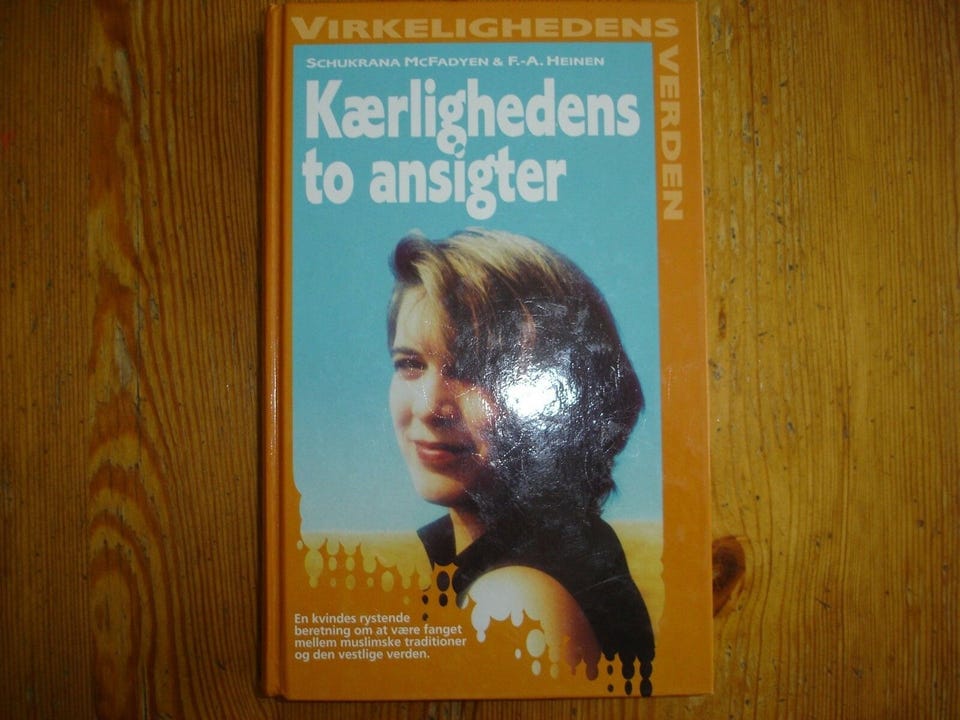 VIRKELIGHEDENS
VERDEN
SCHUKRANA MCFADYEN & F.-A. HEINEN
Kærlighedens
to ansigter
En kvindes rystende
beretning om at være fanget
mellem muslimske traditioner
og den vestlige verden.